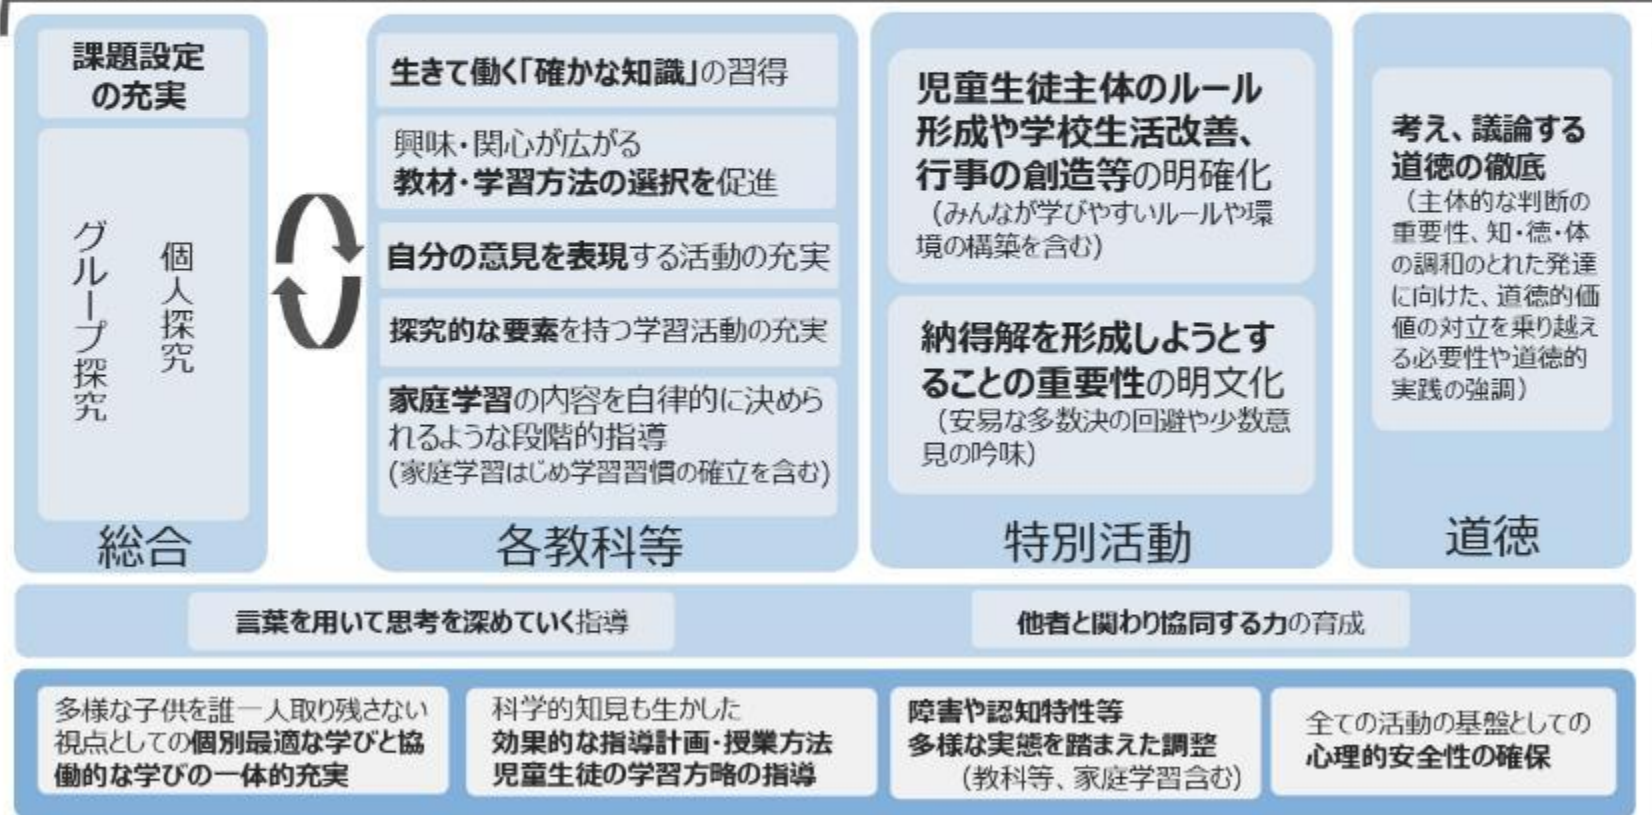 課題設定
の充実
グループ探究
個人探究
総合
生きて働く「確かな知識」の習得
興味・関心が広がる
教材・学習方法の選択を促進
自分の意見を表現する活動の充実
探究的な要素を持つ学習活動の充実
家庭学習の内容を自律的に決めら
れるような段階的指導
(家庭学習はじめ学習習慣の確立を含む)
各教科等
児童生徒主体のルール
形成や学校生活改善、
行事の創造等の明確化
（みんなが学びやすいルールや環
境の構築を含む）
納得解を形成しようとす
ることの重要性の明文化
（安易な多数決の回避や少数意
見の吟味）
特別活動
考え、議論する
道徳の徹底
（主体的な判断の
重要性、知・徳・体
の調和のとれた発達
に向けた、道徳的価
値の対立を乗り越え
る必要性や道徳的
実践の強調）
道徳
言葉を用いて思考を深めていく指導
他者と関わり協同する力の育成
多様な子供を誰一人取り残さない
視点としての個別最適な学びと協
働的な学びの一体的充実
科学的知見も生かした
効果的な指導計画・授業方法
児童生徒の学習方略の指導
障害や認知特性等
多様な実態を踏まえた調整
（教科等、家庭学習含む）
全ての活動の基盤としての
心理的安全性の確保